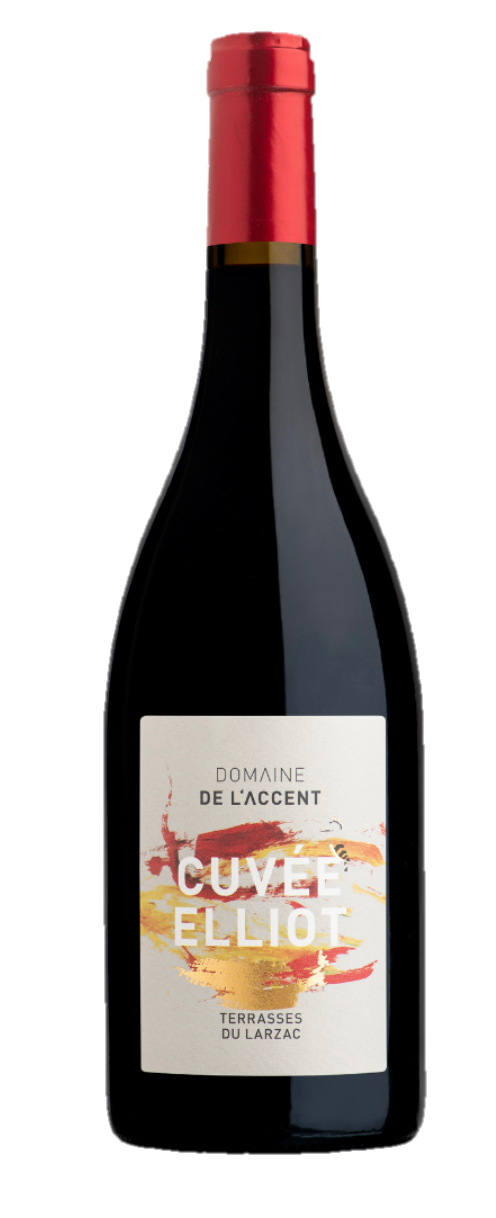 DOMAINE
DE L'ACCENT
CUVÉE
ELLIOT
TERRASSES
DU LARZAC